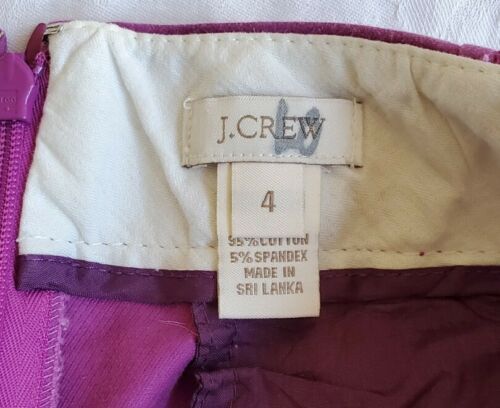 J.CREW
4
95% COTTON
5% SPANDEX
MADE IN
SRI LANKA